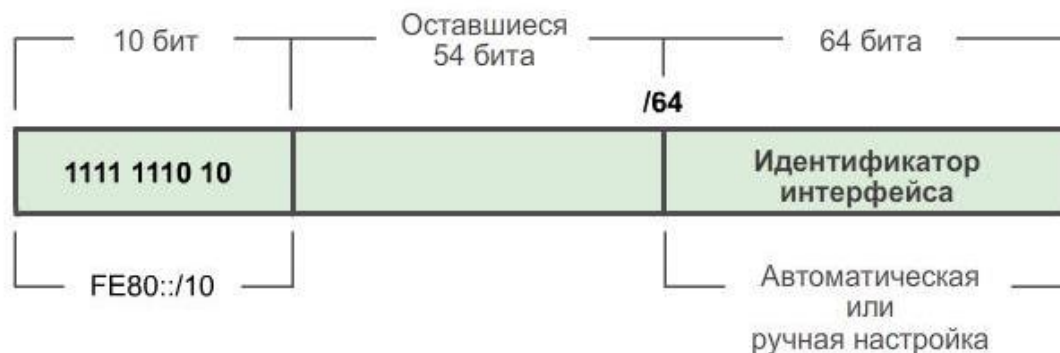 10 бит
Оставшиеся
54 бита
64 бита
/64
1111 1110 10
Идентификатор
интерфейса
FE80::/10
Автоматическая
или
ручная настройка